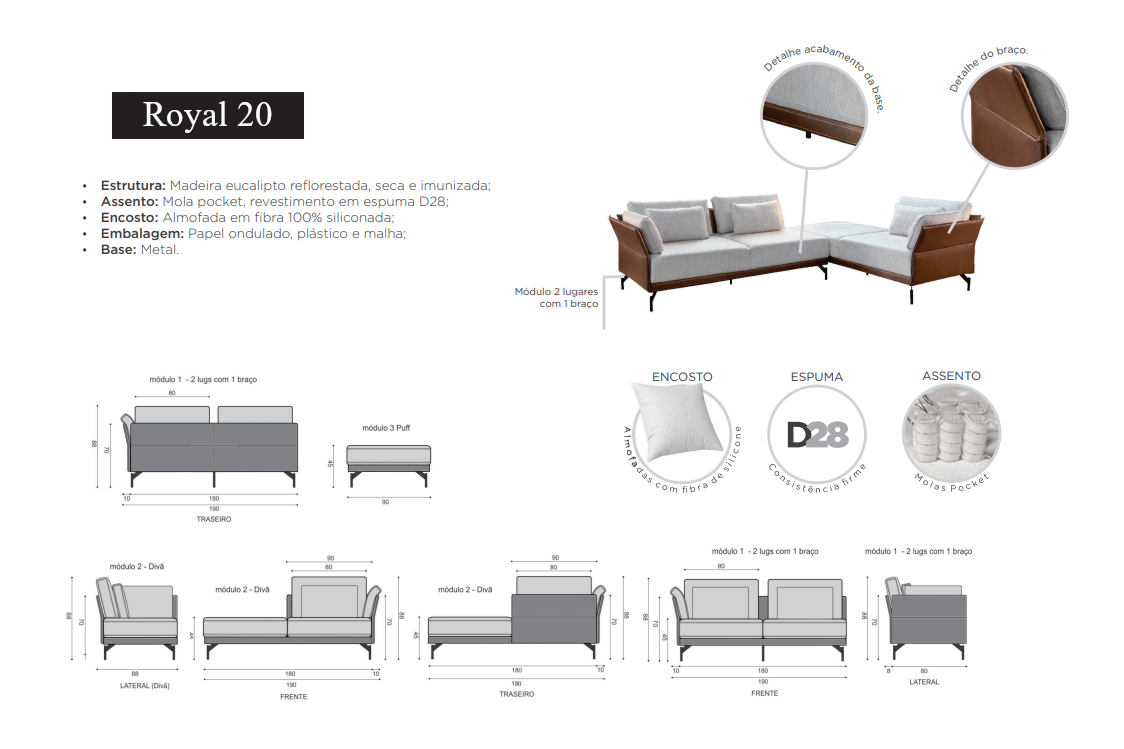 Royal 20
• Estrutura: Madeira eucalipto reflorestada, seca e imunizada;
• Assento: Mola pocket, revestimento em espuma D28;
• Encosto: Almofada em fibra 100% siliconada;
• Embalagem: Papel ondulado, plástico e malha;
• Base: Metal.
Detalhe acabamento da base.
Detalhe do braço.
Módulo 2 lugares
com 1 braço
ENCOSTO
Almofadas com fibra de silicone
ESPUMA
D28
Consistência firme
ASSENTO
Molas Pocket
módulo 1 - 2 lugs com 1 braço
80
88
70
10
180
190
TRASEIRO
módulo 3 Puff
45
90
módulo 2 - Divã
88
70
88
LATERAL (Divã)
módulo 2 - Divã
90
80
88
70
180
10
190
FRENTE
módulo 2 - Divã
90
80
45
70
88
180
10
190
TRASEIRO
módulo 1 - 2 lugs com 1 braço
80
88
70
45
10
180
190
FRENTE
módulo 1 - 2 lugs com 1 braço
88
70
8
80
LATERAL